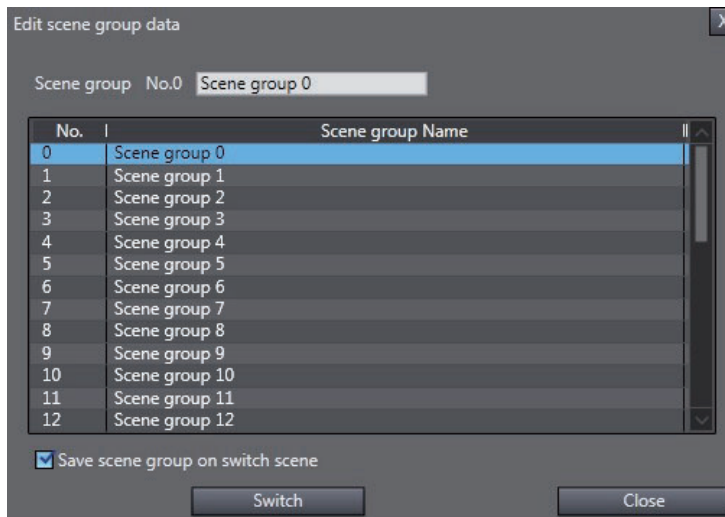 Edit scene group data
Scene group No.0 Scene group 0
No. Scene group Name
0 Scene group 0
1 Scene group 1
2 Scene group 2
3 Scene group 3
4 Scene group 4
5 Scene group 5
6 Scene group 6
7 Scene group 7
8 Scene group 8
9 Scene group 9
10 Scene group 10
11 Scene group 11
12 Scene group 12
Save scene group on switch scene
Switch Close